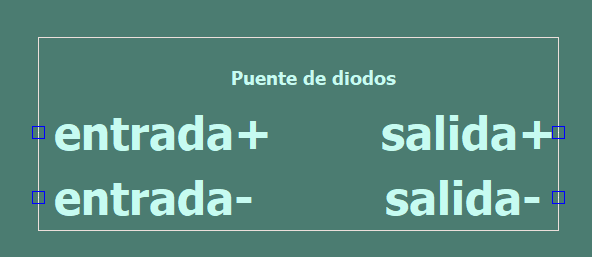 Puente de diodos
entrada+ salida+
entrada- salida-